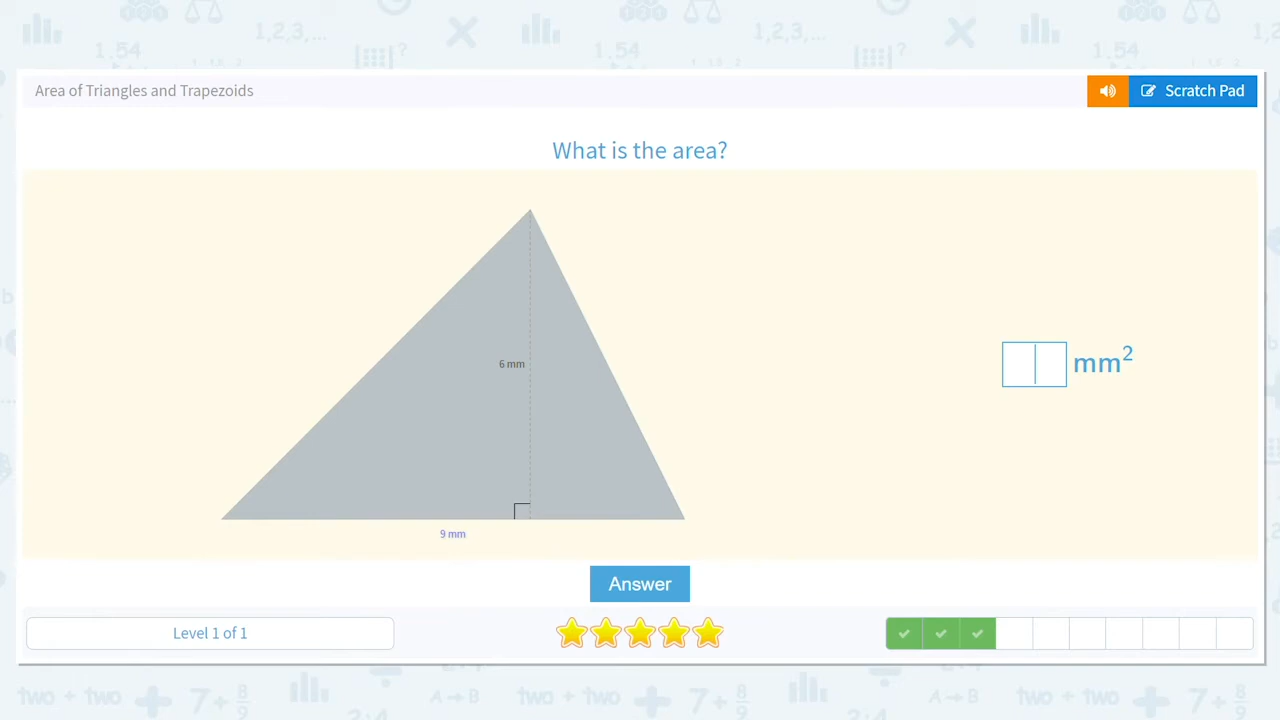 Area of Triangles and Trapezoids
Scratch Pad
What is the area?
6 mm
9 mm
mm²
Answer
Level 1 of 1